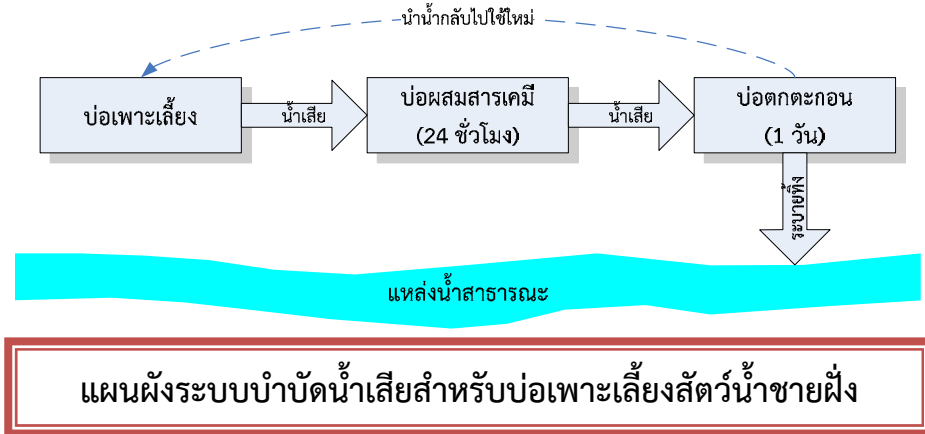 นำน้ำกลับไปใช้ใหม่
บ่อเพาะเลี้ยง
น้ำเสีย
บ่อผสมสารเคมี
(24 ชั่วโมง)
น้ำเสีย
บ่อตกตะกอน
(1 วัน)
ระบายทิ้ง
แหล่งน้ำสาธารณะ
แผนผังระบบบำบัดน้ำเสียสำหรับบ่อเพาะเลี้ยงสัตว์น้ำชายฝั่ง